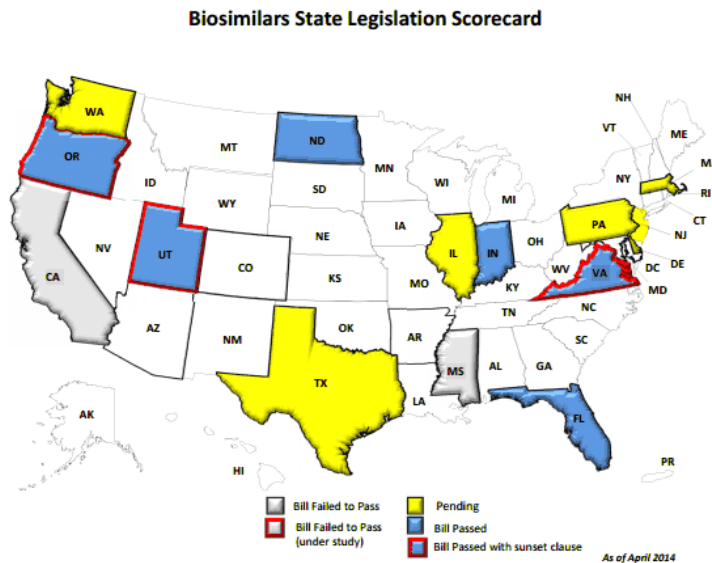 Biosimilars State Legislation Scorecard
NH
WA
VT
ME
OR
ND
MT
MN
NY
M
ID
WI
RI
SD
MI
WY
CT
PA
IA
NJ
NE
OH
NV
UT
IL
IN
DE
CO
WV
DC
CA
KS
MO
VA
KY
MD
NC
TN
AZ
OK
NM
AR
SC
MS
AL
GA
TX
LA
AK
FL
PR
HI
Bill Failed to Pass
Bill Failed to Pass
(under study)
Pending
Bill Passed
Bill Passed with sunset clause
As of April 2014